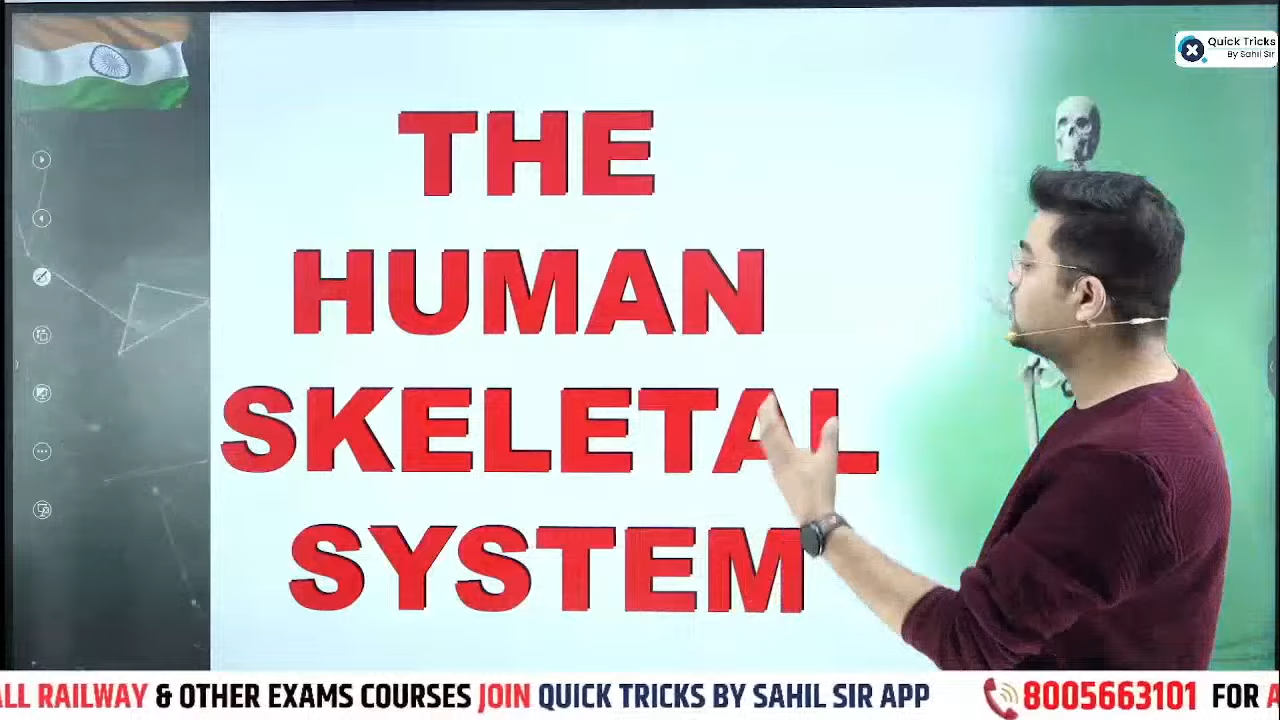 Quick Tricks
By Sahil Sir
THE
HUMAN
SKELETAL
SYSTEM
ALL RAILWAY & OTHER EXAMS COURSES JOIN QUICK TRICKS BY SAHIL SIR APP
8005663101 FOR A